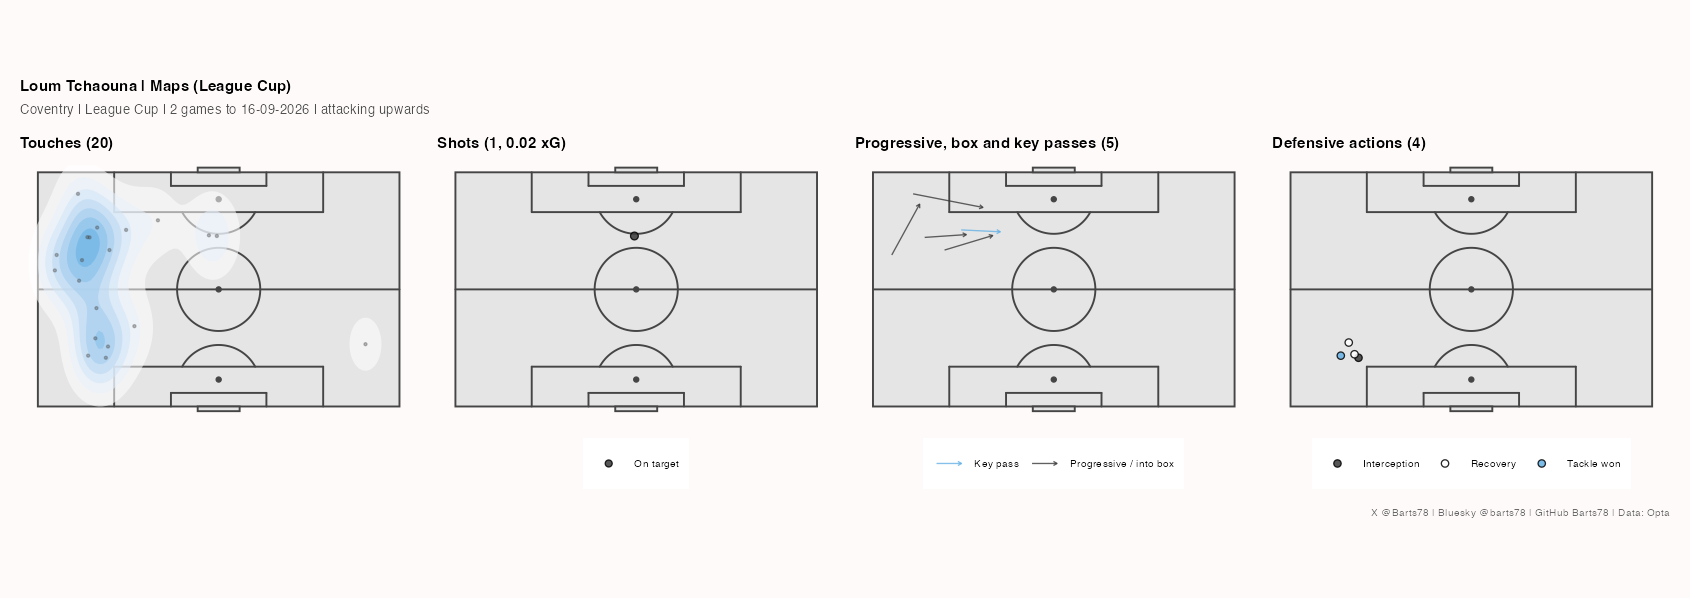 Loum Tchaouna | Maps (League Cup)
Coventry | League Cup | 2 games to 16-09-2026 | attacking upwards
Touches (20)
Shots (1, 0.02 xG)
Progressive, box and key passes (5)
Defensive actions (4)
On target
Key pass
Progressive / into box
Interception
Recovery
Tackle won
X @Barts78 | Bluesky @barts78 | GitHub Barts78 | Data: Opta